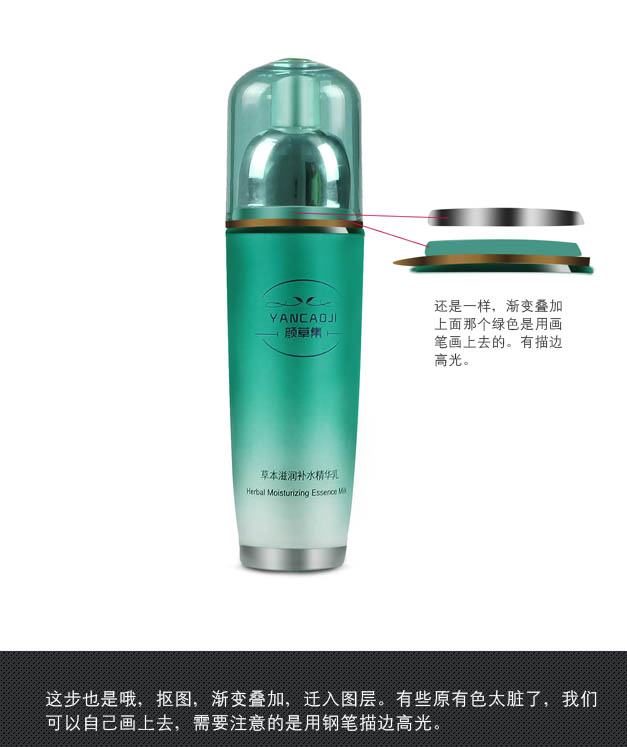 YANCAOJI
颜草集
还是一样，渐变叠加
上面那个绿色是用画
笔画上去的。有描边
高光。
草本滋润补水精华乳
Herbal Moisturizing Essence Milk
这步也是哦，抠图，渐变叠加，迁入图层。有些原有色太脏了，我们
可以自己画上去，需要注意的是用钢笔描边高光。